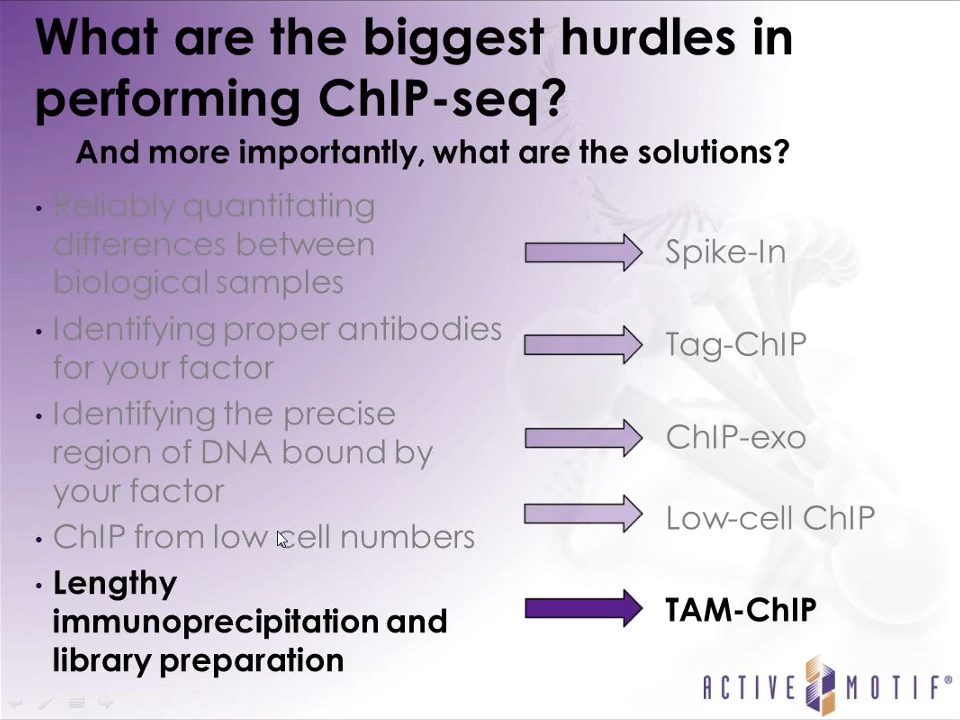 What are the biggest hurdles in
performing ChIP-seq?
And more importantly, what are the solutions?
• Reliably quantitating
differences between
biological samples
Spike-In
• Identifying proper antibodies
for your factor
Tag-ChIP
• Identifying the precise
region of DNA bound by
your factor
ChIP-exo
• ChIP from low cell numbers
Low-cell ChIP
• Lengthy
immunoprecipitation and
library preparation
TAM-ChIP
ACTIVE MOTIF®